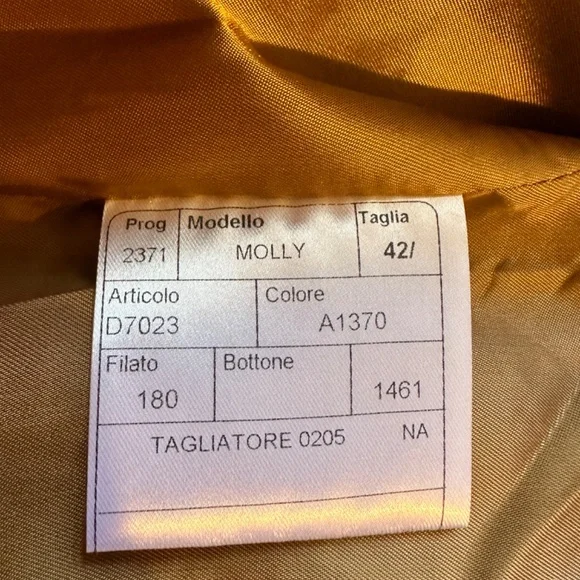 Prog Modello Taglia
2371 MOLLY 42/
Articolo Colore
D7023 A1370
Filato Bottone
180 1461
TAGLIATORE 0205 NA